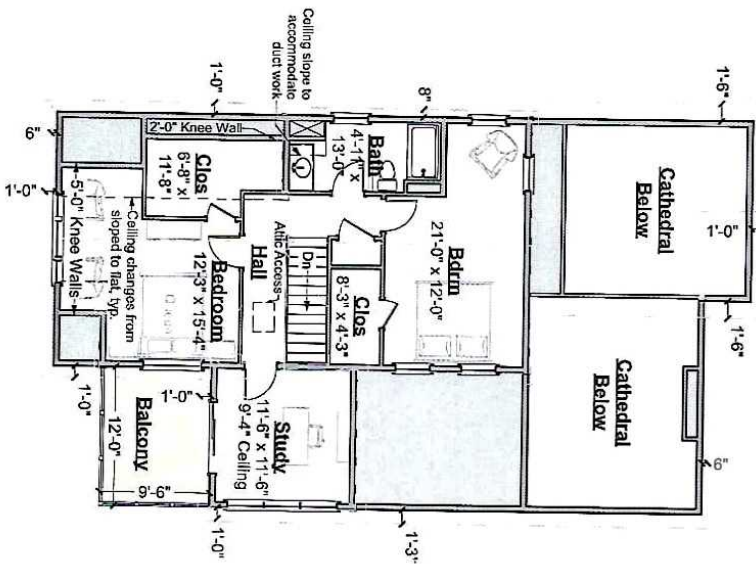 Ceiling slope to
accommodate
duct work
1'-0"
8"
1'-6"
6"
2'-0" Knee Wall
Clos
6'-8" x
11'-8"
Bath
4'-11" x
13'-0"
Cathedral
Below
1'-0"
1'-0"
5'-0" Knee Walls
Ceiling changes from
sloped to flat, typ.
Bedroom
12'-3" x 15'-4"
Hall
Attic Access
Dn
Clos
8'-3" x 4'-3"
Bdrm
21'-0" x 12'-0"
1'-6"
Cathedral
Below
1'-0"
12'-0"
Balcony
9'-6"
1'-0"
Study
11'-6" x 11'-6"
9'-4" Ceiling
6"
1'-0"
1'-3"